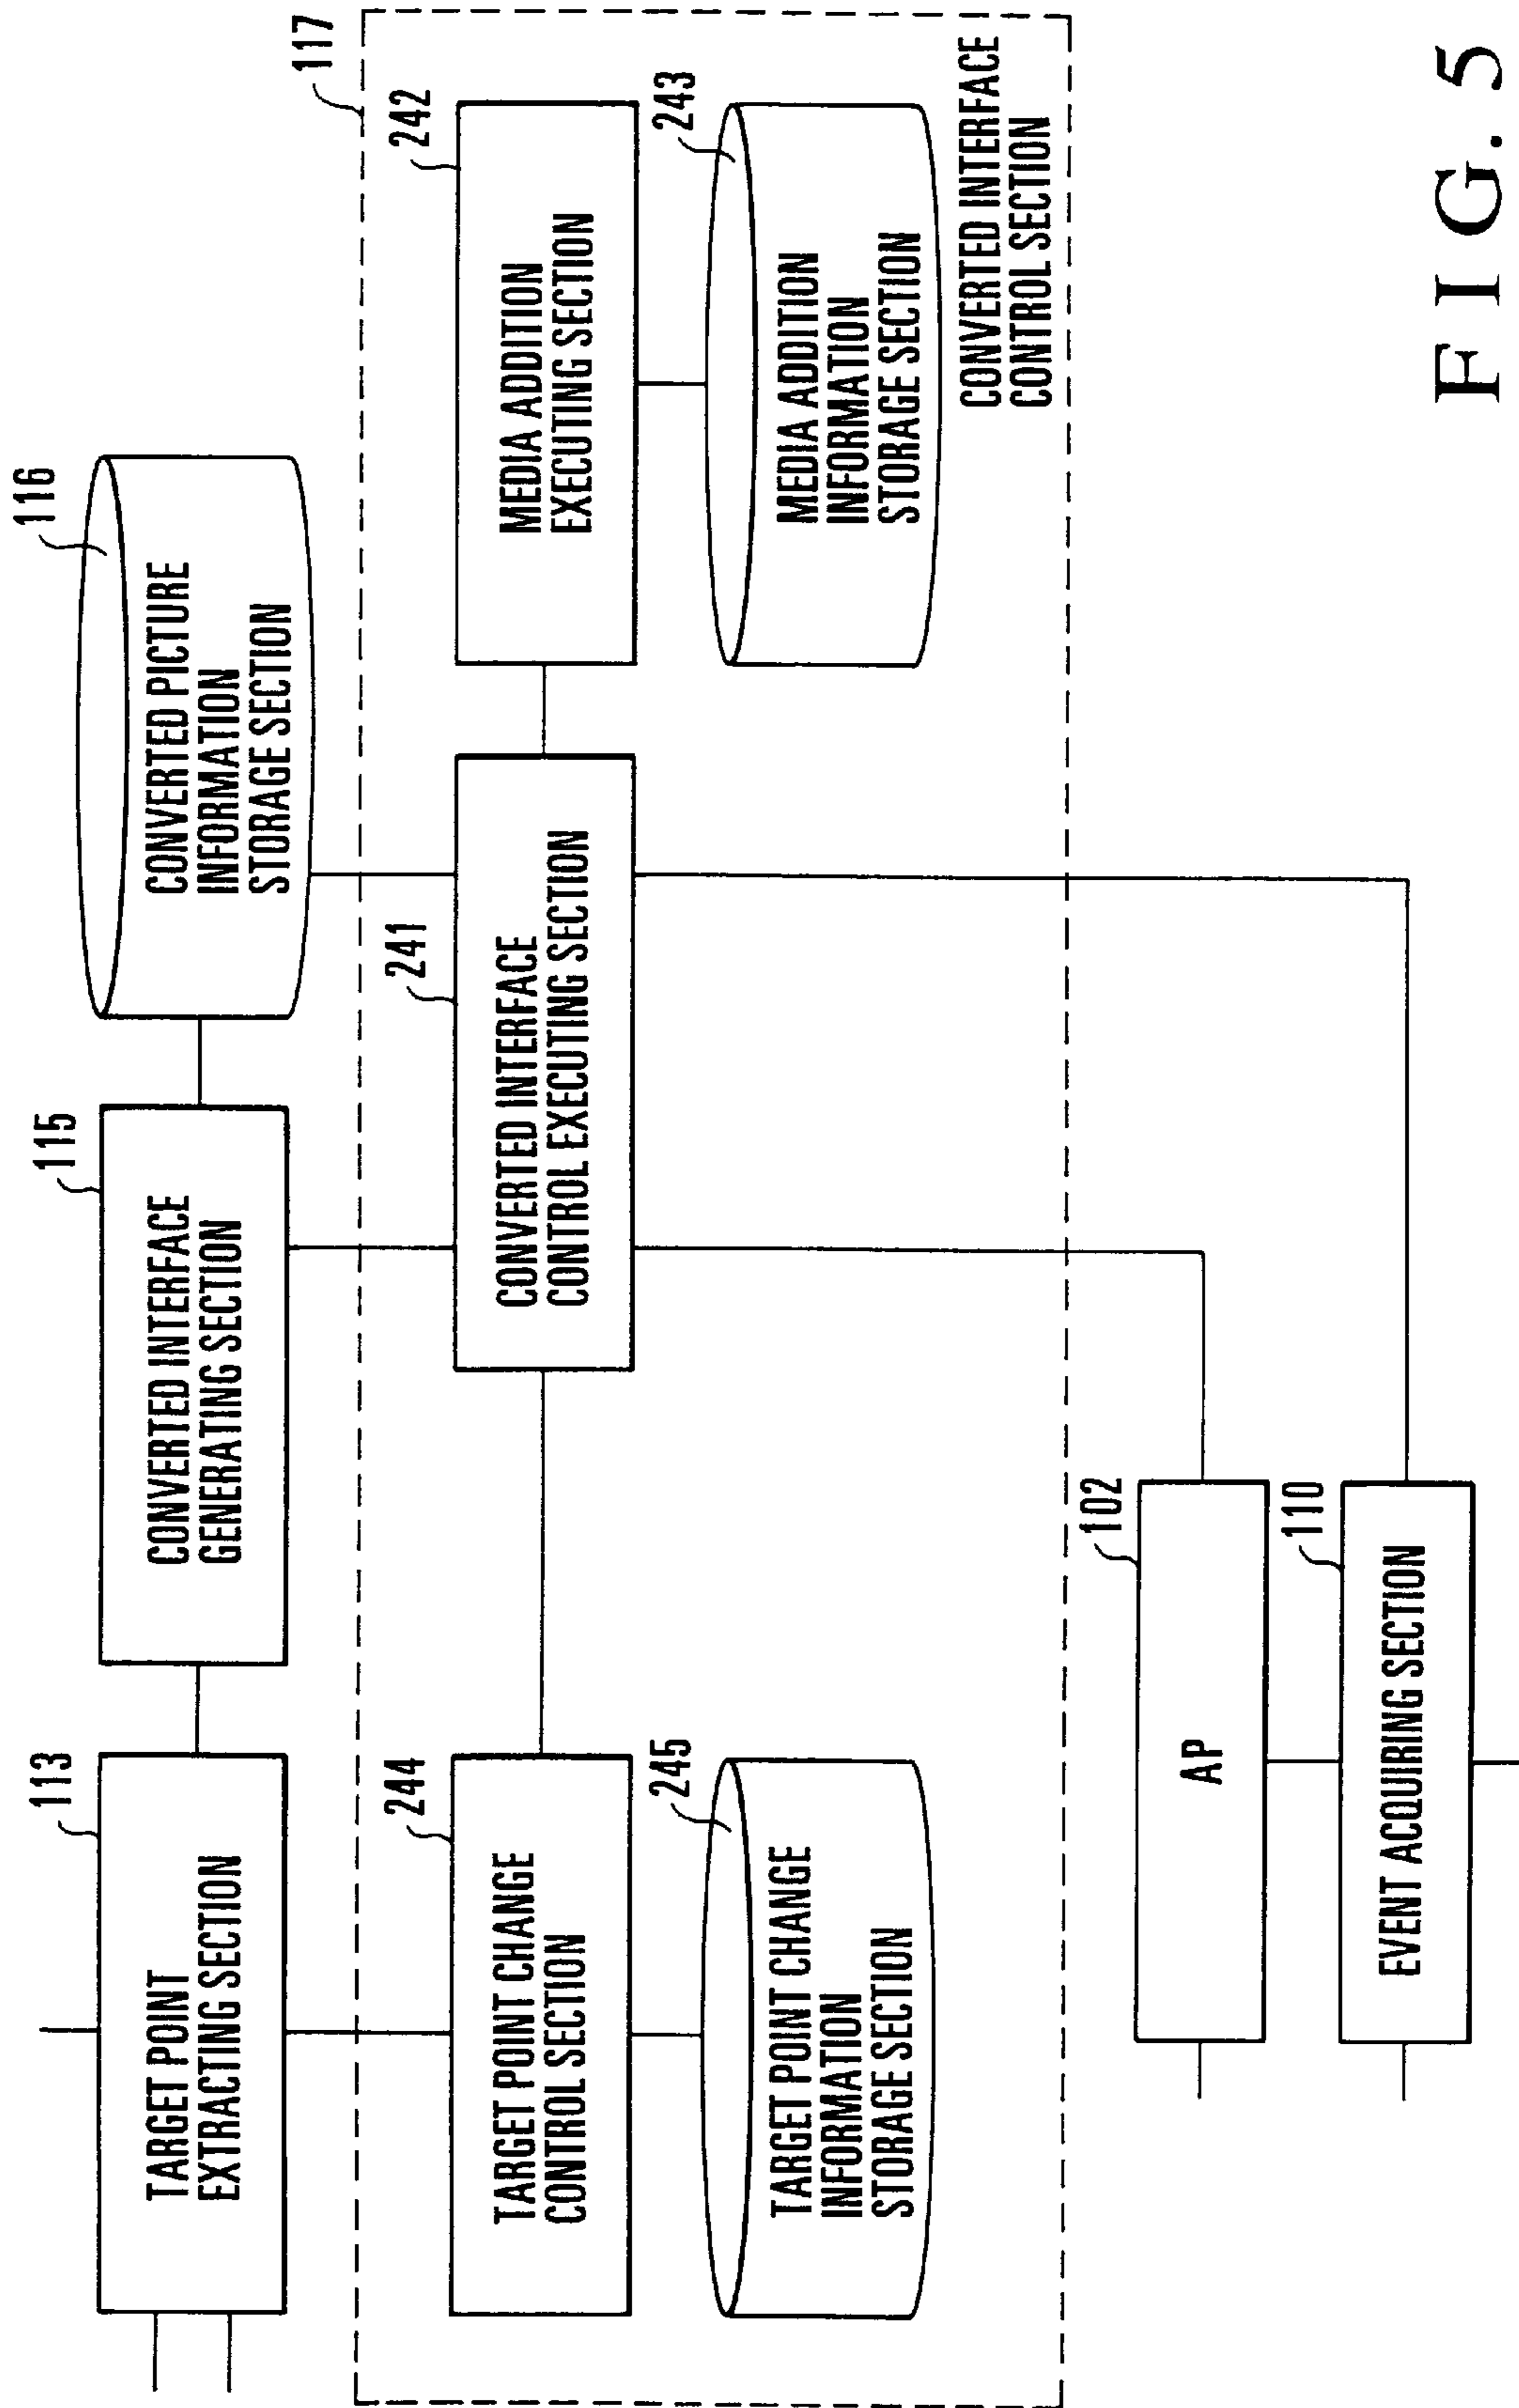 113
TARGET POINT
EXTRACTING SECTION
115
CONVERTED INTERFACE
GENERATING SECTION
116
CONVERTED PICTURE
INFORMATION
STORAGE SECTION
117
244
TARGET POINT CHANGE
CONTROL SECTION
241
CONVERTED INTERFACE
CONTROL EXECUTING SECTION
242
MEDIA ADDITION
EXECUTING SECTION
245
TARGET POINT CHANGE
INFORMATION
STORAGE SECTION
243
MEDIA ADDITION
INFORMATION
STORAGE SECTION
CONVERTED INTERFACE
CONTROL SECTION
102
AP
110
EVENT ACQUIRING SECTION
FIG. 5